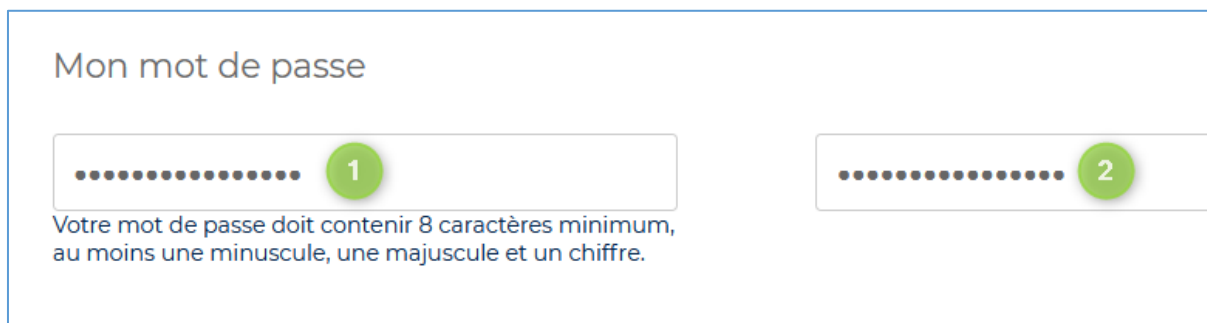 Mon mot de passe
•••••••••••••••• 1
•••••••••••••••• 2
Votre mot de passe doit contenir 8 caractères minimum,
au moins une minuscule, une majuscule et un chiffre.